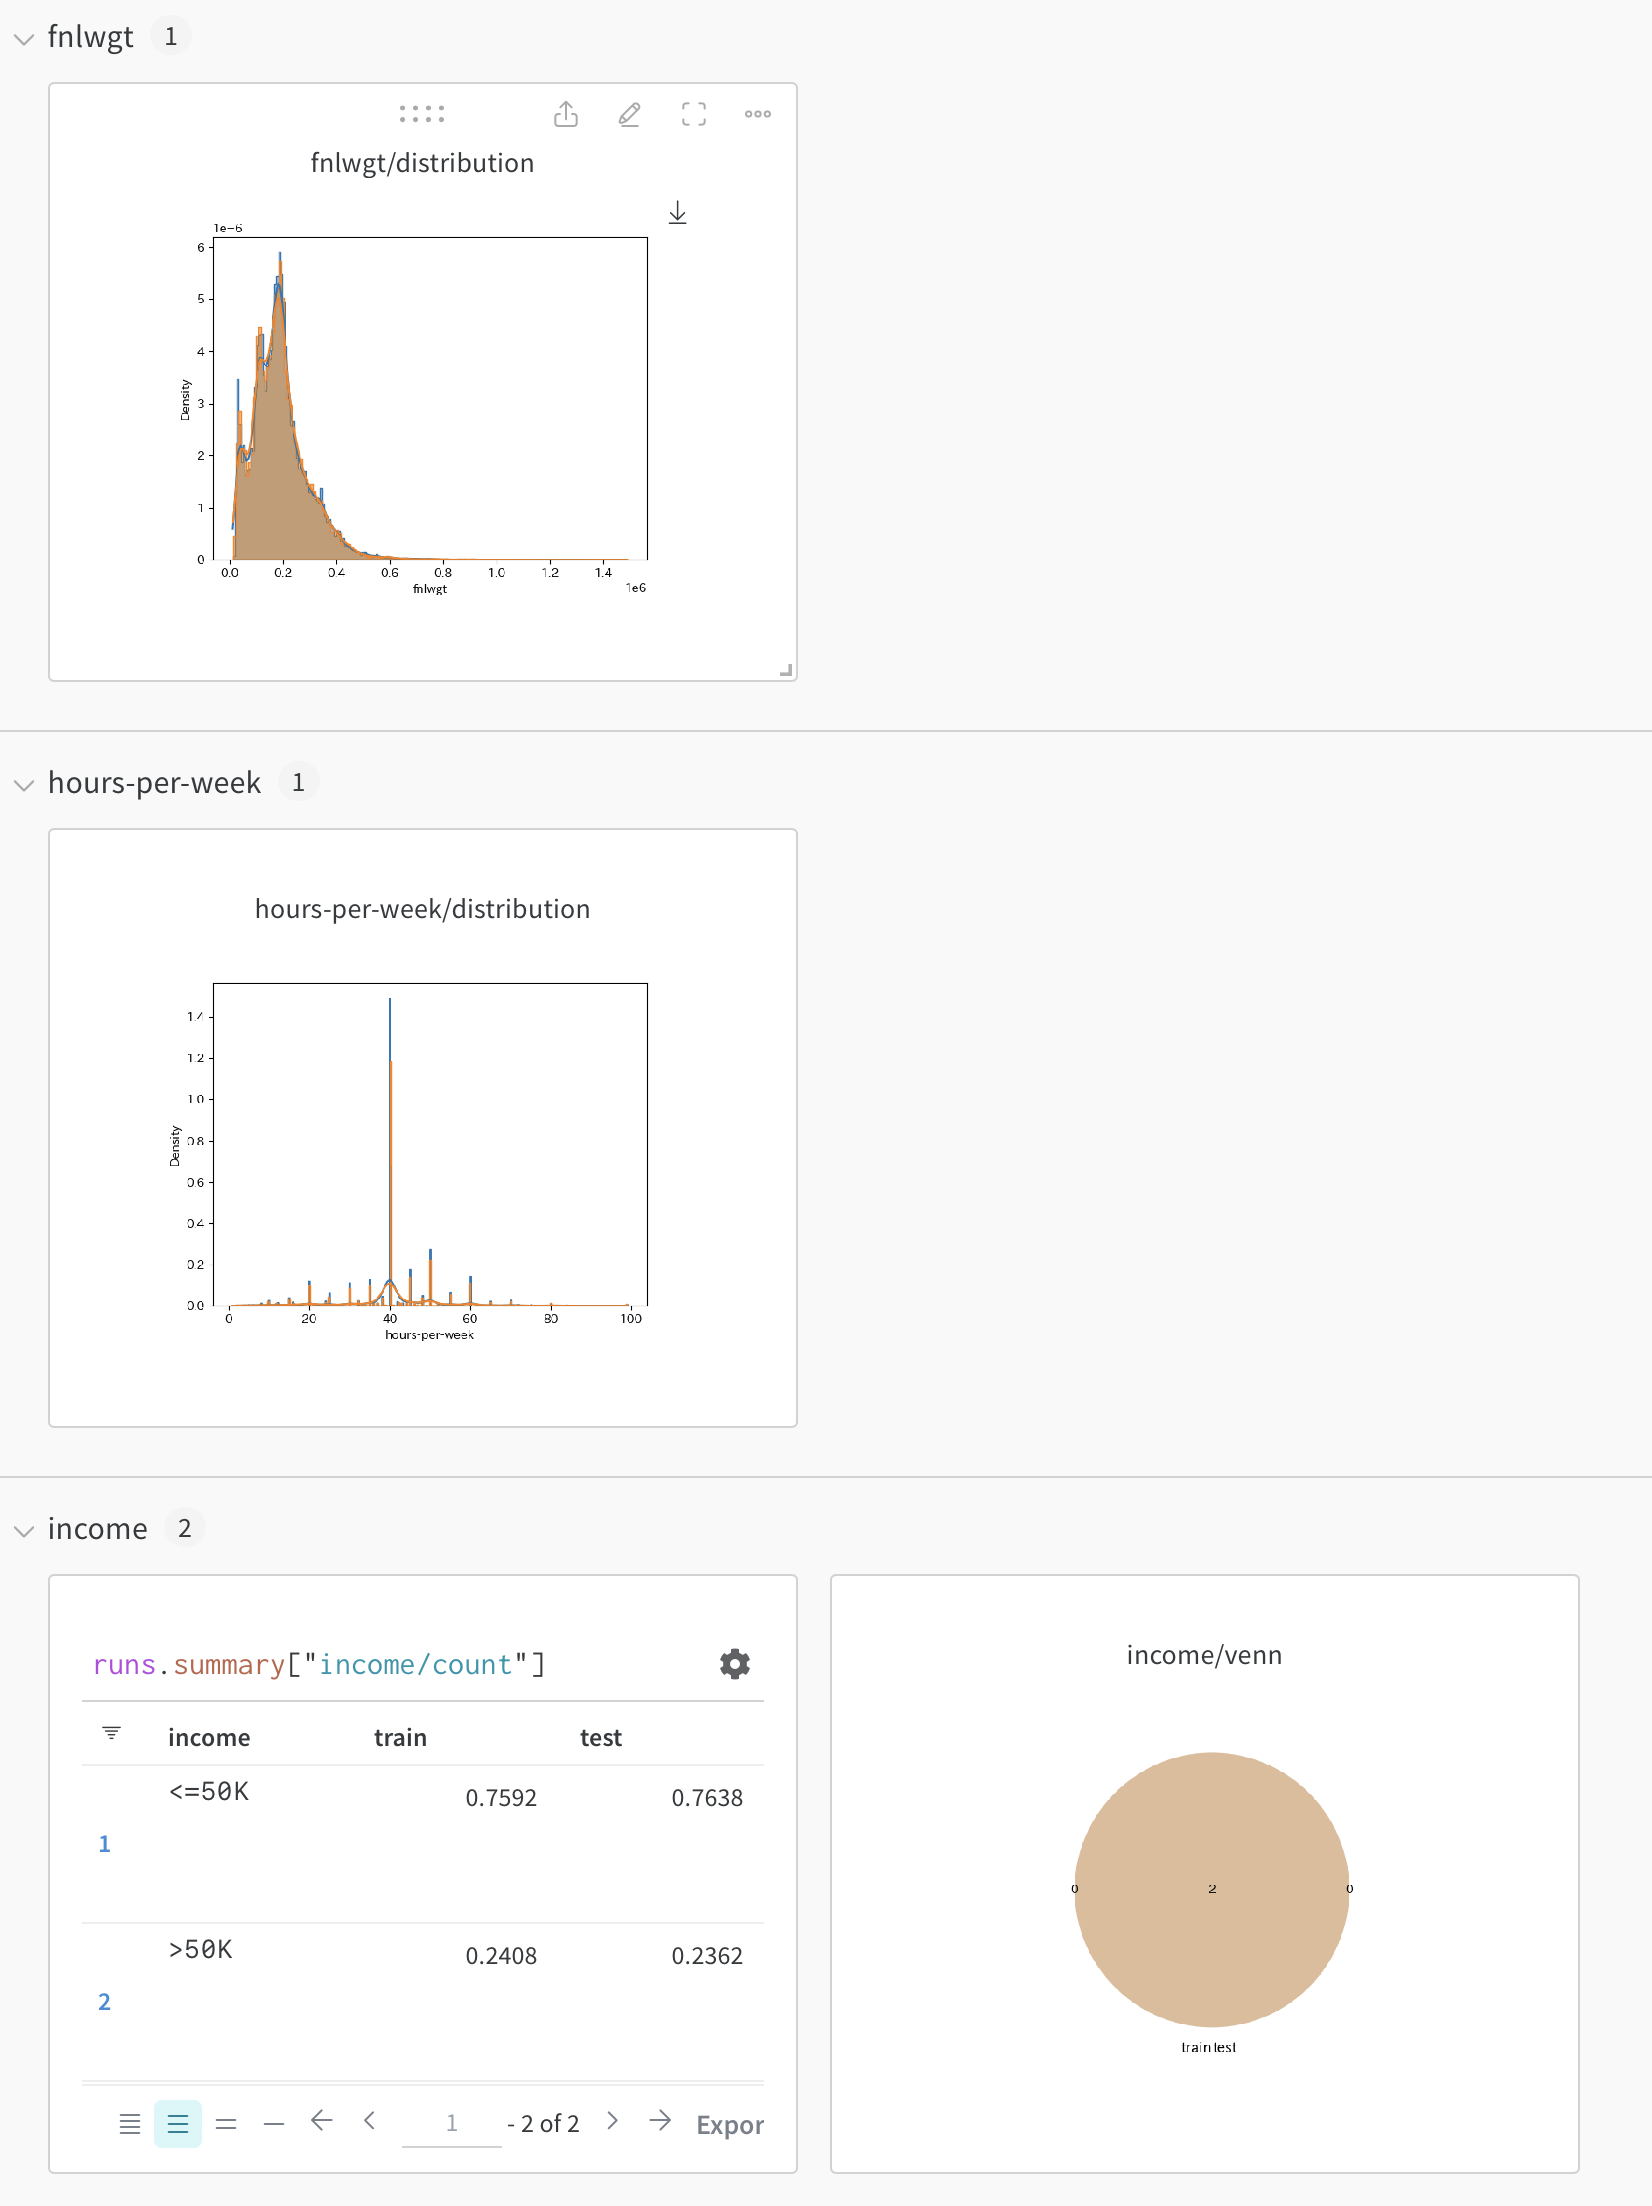 fnlwgt 1
fnlwgt/distribution
1e−6
6
5
4
3
2
1
0
Density
0.0 0.2 0.4 0.6 0.8 1.0 1.2 1.4
1e6
fnlwgt
hours-per-week 1
hours-per-week/distribution
1.4
1.2
1.0
0.8
0.6
0.4
0.2
0.0
Density
0 20 40 60 80 100
hours-per-week
income 2
runs.summary["income/count"]
income train test
<=50K 0.7592 0.7638
1
>50K 0.2408 0.2362
2
1 - 2 of 2 Expor
income/venn
0 2 0
train test